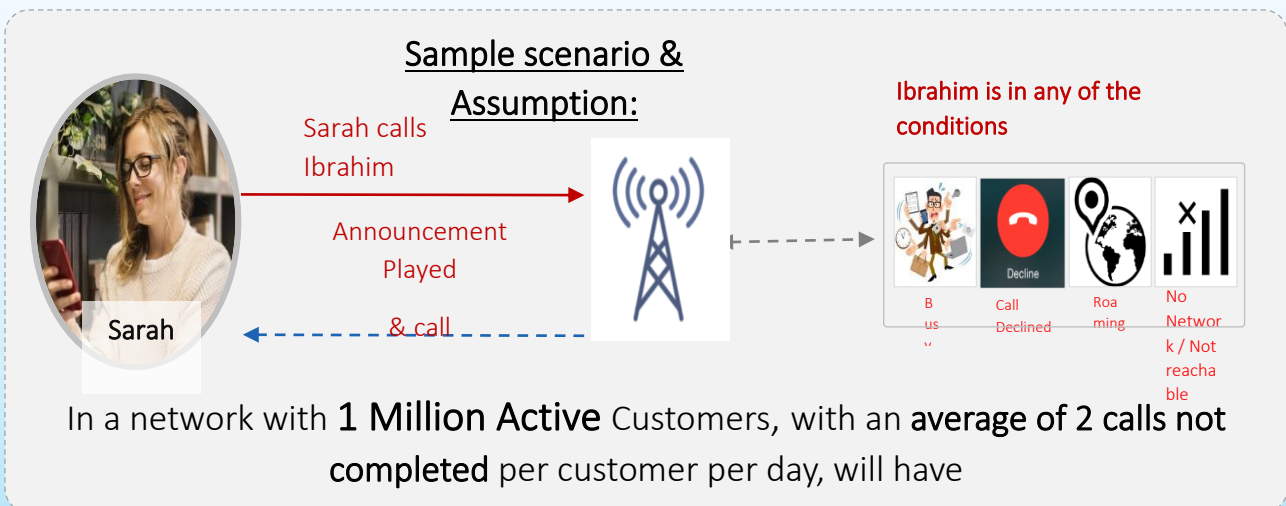 Sample scenario &
Assumption:
Ibrahim is in any of the
conditions
Sarah calls
Ibrahim
Announcement
Played
& call
Sarah
Decline
B
us
y
Call
Declined
Roa
ming
No
Networ
k / Not
reacha
ble
In a network with 1 Million Active Customers, with an average of 2 calls not
completed per customer per day, will have